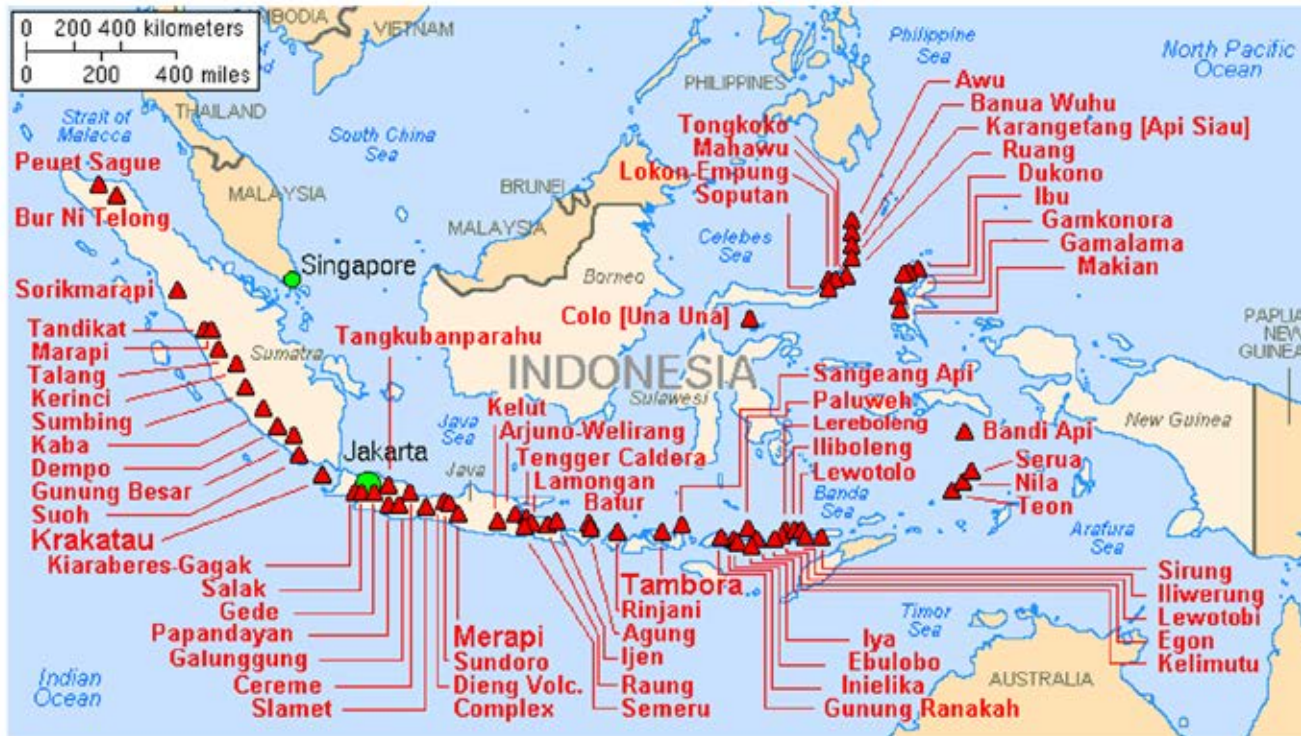 0 200 400 kilometers
0 200 400 miles
CAMBODIA
VIETNAM
THAILAND
Strait of
Malacca
South China
Sea
Philippine
Sea
North Pacific
Ocean
PHILIPPINES
Awu
Banua Wuhu
Karangetang [Api Siau]
Ruang
Dukono
Ibu
Gamkonora
Gamalama
Makian
Tongkoko
Mahawu
Lokon-Empung
Soputan
Peuet Sague
Bur Ni Telong
MALAYSIA
BRUNEI
MALAYSIA
Celebes
Sea
Borneo
Singapore
Sorikmarapi
Colo [Una Una]
Tandikat
Marapi
Talang
Kerinci
Sumbing
Kaba
Dempo
Gunung Besar
Suoh
Krakatau
Sumatra
Tangkubanparahu
INDONESIA
Sulawesi
PAPUA
NEW
GUINEA
New Guinea
Sangeang Api
Paluweh
Lereboleng
Iliboleng
Lewotolo
Bandi Api
Serua
Nila
Teon
Banda
Sea
Arafura
Sea
Java
Sea
Kelut
Arjuno-Welirang
Tengger Caldera
Lamongan
Batur
Jakarta
Java
Kiaraberes-Gagak
Salak
Gede
Papandayan
Galunggung
Cereme
Slamet
Merapi
Sundoro
Dieng Volc.
Complex
Tambora
Rinjani
Agung
Ijen
Raung
Semeru
Iya
Ebulobo
Inielika
Gunung Ranakah
Sirung
Iliwerung
Lewotobi
Egon
Kelimutu
Timor
Sea
AUSTRALIA
Indian
Ocean